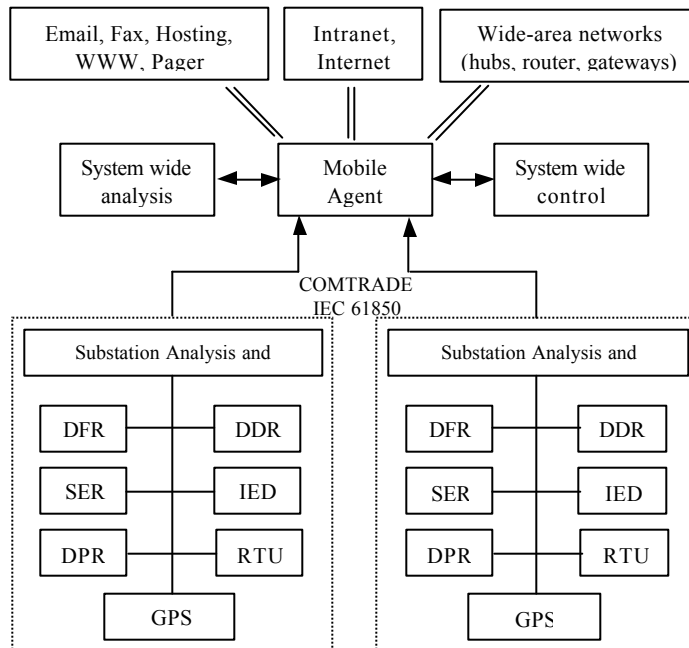 Email, Fax, Hosting,
WWW, Pager
Intranet,
Internet
Wide-area networks
(hubs, router, gateways)
System wide
analysis
Mobile
Agent
System wide
control
COMTRADE
IEC 61850
Substation Analysis and
DFR
DDR
SER
IED
DPR
RTU
GPS
Substation Analysis and
DFR
DDR
SER
IED
DPR
RTU
GPS